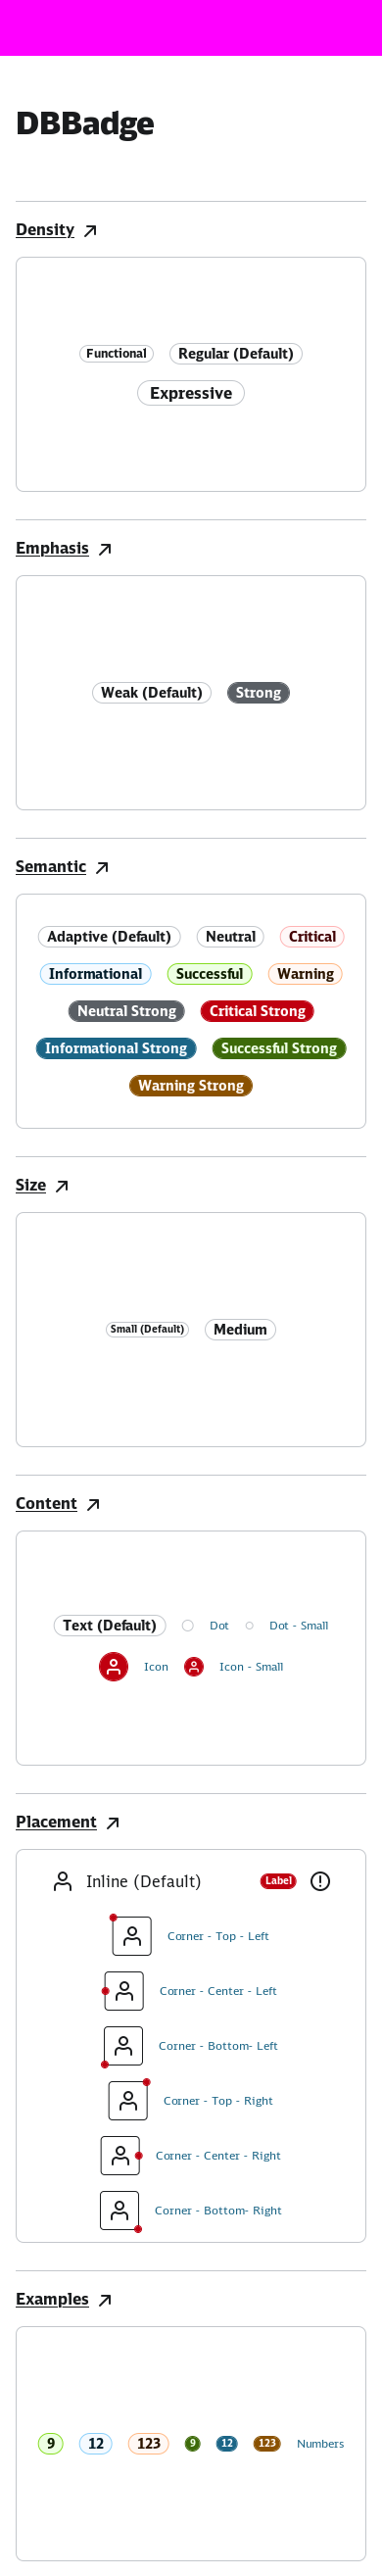 DBBadge
Density
Functional Regular (Default)
Expressive
Emphasis
Weak (Default) Strong
Semantic
Adaptive (Default) Neutral Critical
Informational Successful Warning
Neutral Strong Critical Strong
Informational Strong Successful Strong
Warning Strong
Size
Small (Default) Medium
Content
Text (Default) Dot Dot - Small
Icon Icon - Small
Placement
Inline (Default) Label
Corner - Top - Left
Corner - Center - Left
Corner - Bottom- Left
Corner - Top - Right
Corner - Center - Right
Corner - Bottom- Right
Examples
9 12 123 9 12 123 Numbers